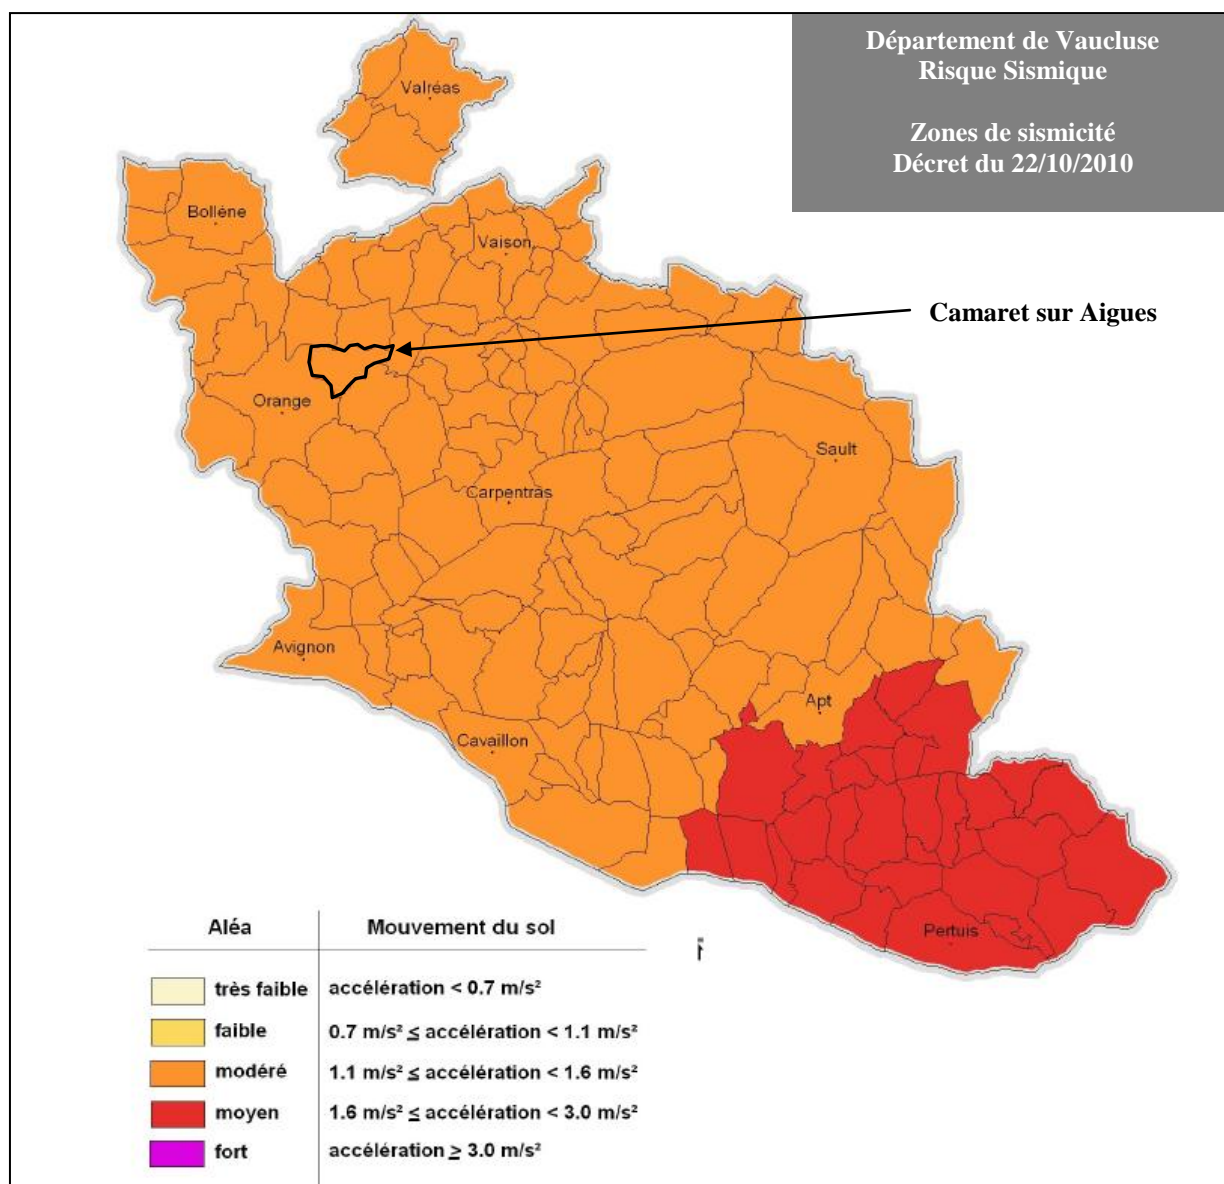 Département de Vaucluse
Risque Sismique
Zones de sismicité
Décret du 22/10/2010
Valréas
Bollène
Vaison
Camaret sur Aigues
Orange
Sault
Carpentras
Avignon
Apt
Cavaillon
Pertuis
Aléa Mouvement du sol
très faible accélération < 0.7 m/s²
faible 0.7 m/s² ≤ accélération < 1.1 m/s²
modéré 1.1 m/s² ≤ accélération < 1.6 m/s²
moyen 1.6 m/s² ≤ accélération < 3.0 m/s²
fort accélération ≥ 3.0 m/s²